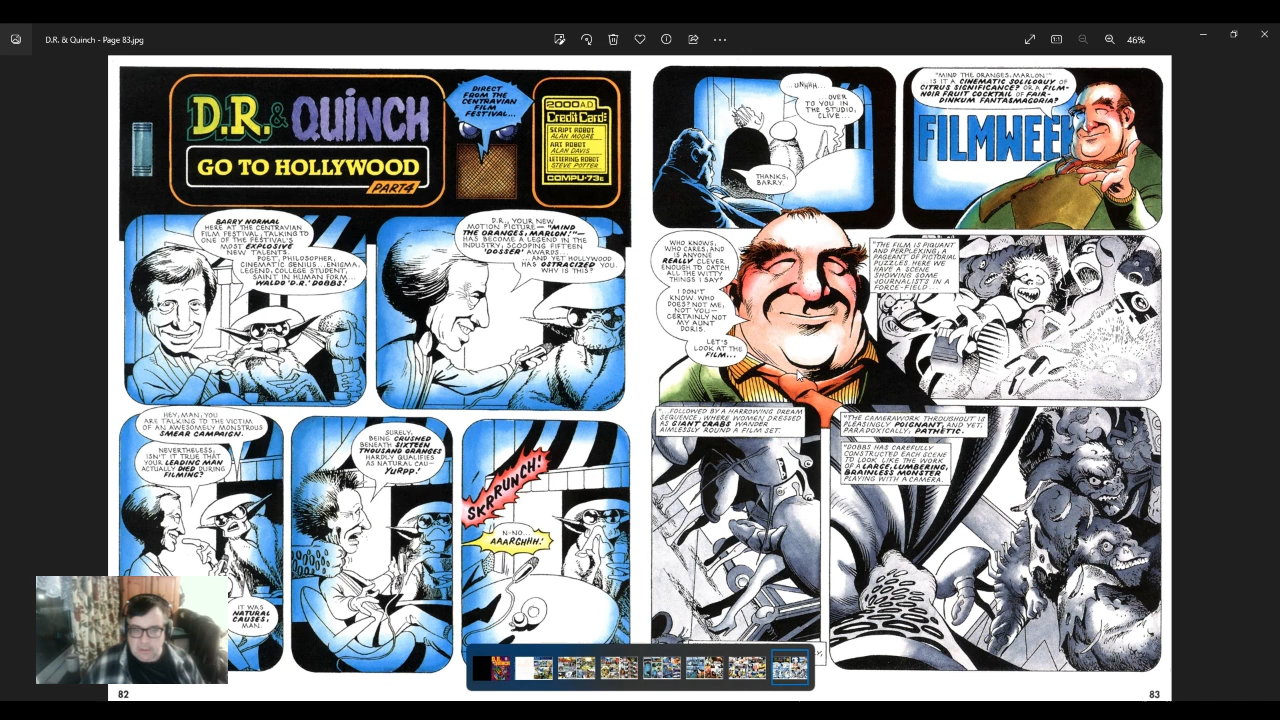 D.R. & Quinch - Page 83.jpg
46%
D.R. & QUINCH
GO TO HOLLYWOOD
PART 4
DIRECT
FROM THE
CENTRAVIAN
FILM
FESTIVAL...
2000 A.D.
Credit Card:
SCRIPT ROBOT
ALAN MOORE
ART ROBOT
ALAN DAVIS
LETTERING ROBOT
STEVE POTTER
COMPU-73E
BARRY NORMAL
HERE AT THE CENTRAVIAN
FILM FESTIVAL, TALKING TO
ONE OF THE FESTIVAL'S
MOST EXPLOSIVE
NEW TALENTS.
POET, PHILOSOPHER,
CINEMATIC GENIUS... ENIGMA,
LEGEND, COLLEGE STUDENT,
SAINT IN HUMAN FORM...
WALDO 'D.R.' DOBBS!
D.R., YOUR NEW
MOTION PICTURE— "MIND
THE ORANGES, MARLON!"—
HAS BECOME A LEGEND IN THE
INDUSTRY, SCOOPING FIFTEEN
'DOSSER' AWARDS...
...AND YET HOLLYWOOD
HAS OSTRACIZED YOU.
WHY IS THIS?
HEY, MAN, YOU
ARE TALKING TO THE VICTIM
OF AN AWESOMELY MONSTROUS
SMEAR CAMPAIGN.
NEVERTHELESS,
ISN'T IT TRUE THAT
YOUR LEADING MAN
ACTUALLY DIED DURING
FILMING?
IT WAS
NATURAL
CAUSES,
MAN.
SURELY,
BEING CRUSHED
BENEATH SIXTEEN
THOUSAND ORANGES
HARDLY QUALIFIES
AS NATURAL CAU—
YURPP!
SKRRUNCH!
N-NO...
AAARGHHH!
...UNHHH...
OVER
TO YOU IN
THE STUDIO,
CLIVE...
THANKS,
BARRY.
"MIND THE ORANGES, MARLON!"...
IS IT A CINEMATIC SOLILOQUY OF
CITRUS SIGNIFICANCE? OR A FILM-
NOIR FRUIT COCKTAIL OF FAIR-
DINKUM FANTASMAGORIA?
FILMWEE
WHO KNOWS,
WHO CARES, AND
IS ANYONE
REALLY CLEVER
ENOUGH TO CATCH
ALL THE WITTY
THINGS I SAY?
I DON'T
KNOW. WHO
DOES? NOT ME,
NOT YOU—
CERTAINLY NOT
MY AUNT
DORIS.
LET'S
LOOK AT THE
FILM...
"THE FILM IS PIQUANT
AND PERPLEXING, A
PAGEANT OF PICTORIAL
PUZZLES. HERE WE
HAVE A SCENE
SHOWING SOME
JOURNALISTS IN A
FORCE-FIELD...
"...FOLLOWED BY A HARROWING DREAM
SEQUENCE, WHERE WOMEN DRESSED
AS GIANT CRABS WANDER
AIMLESSLY ROUND A FILM SET.
"THE CAMERAWORK THROUGHOUT IS
PLEASINGLY POIGNANT, AND YET,
PARADOXICALLY, PATHETIC.
"DOBBS HAS CAREFULLY
CONSTRUCTED EACH SCENE
TO LOOK LIKE THE WORK
OF A LARGE, LUMBERING,
BRAINLESS MONSTER
PLAYING WITH A CAMERA.
82
83